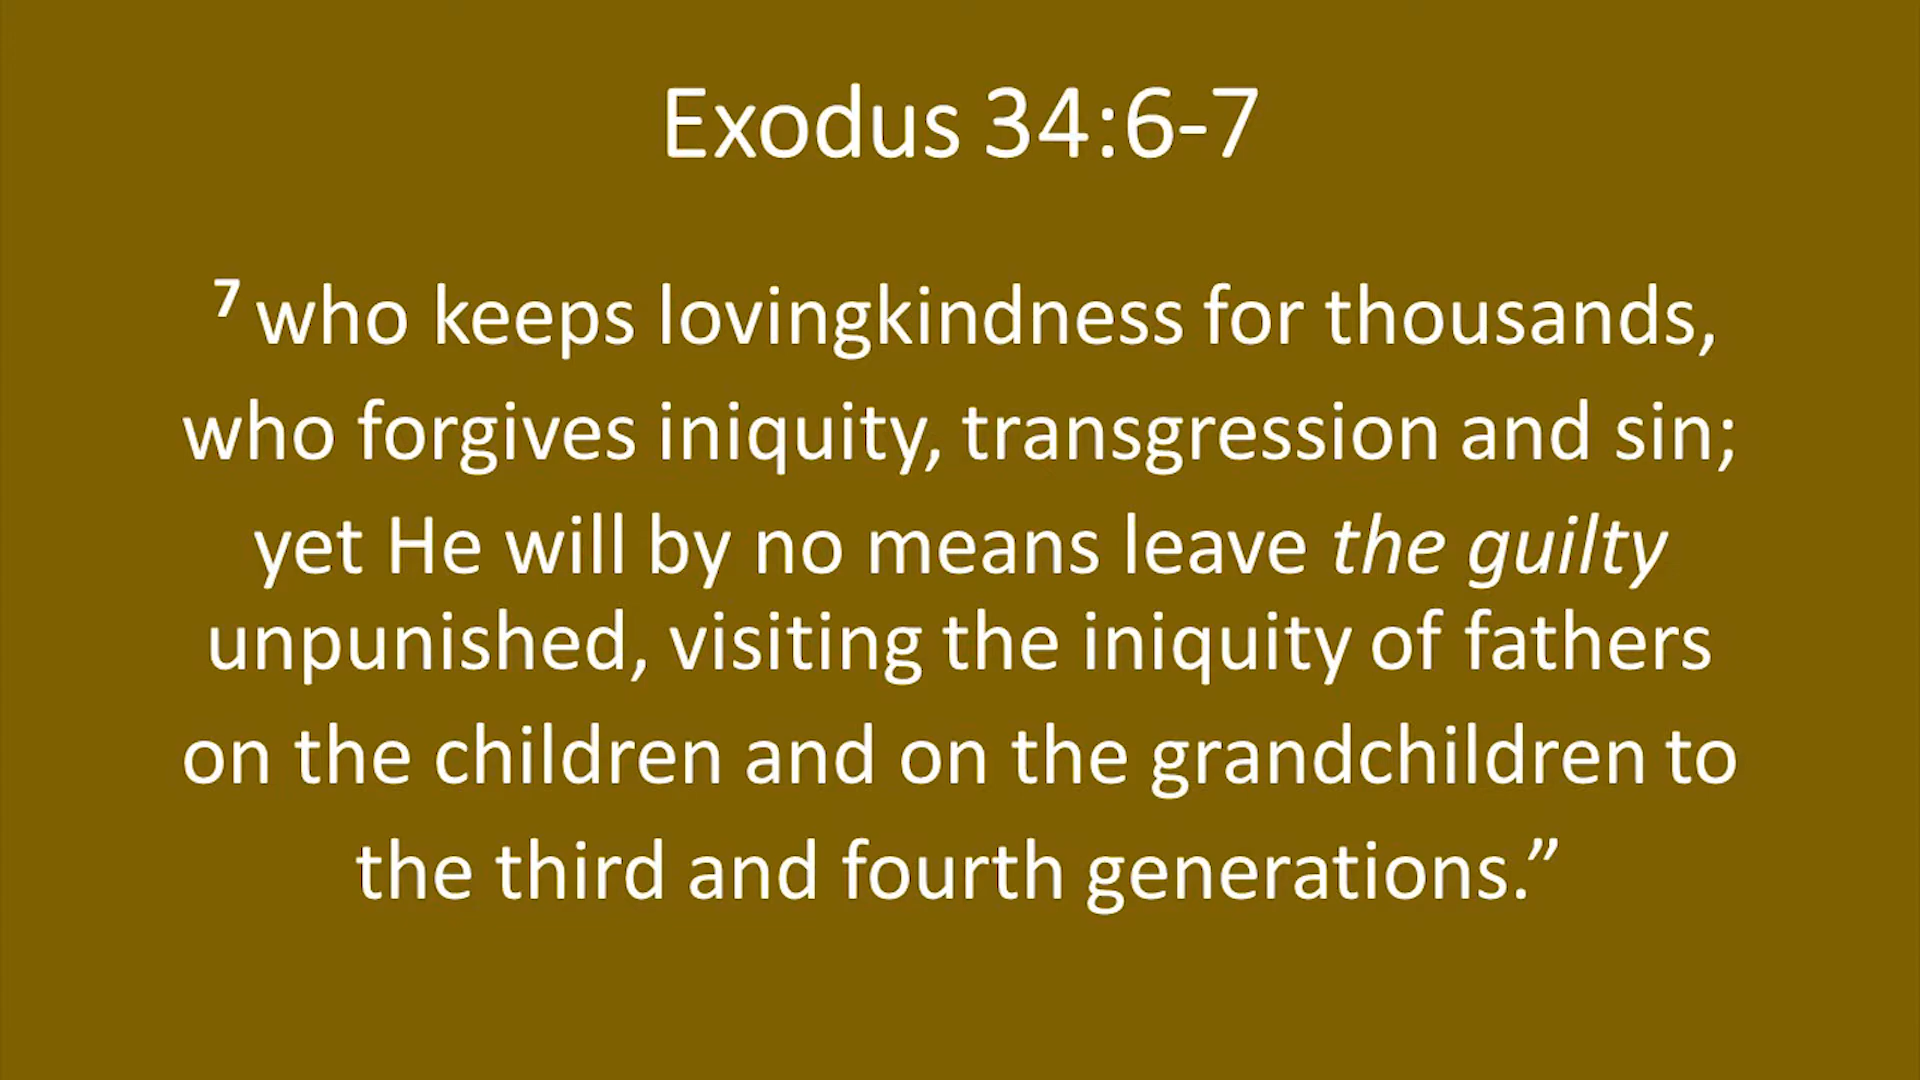 Exodus 34:6-7
7 who keeps lovingkindness for thousands,
who forgives iniquity, transgression and sin;
yet He will by no means leave the guilty
unpunished, visiting the iniquity of fathers
on the children and on the grandchildren to
the third and fourth generations.”